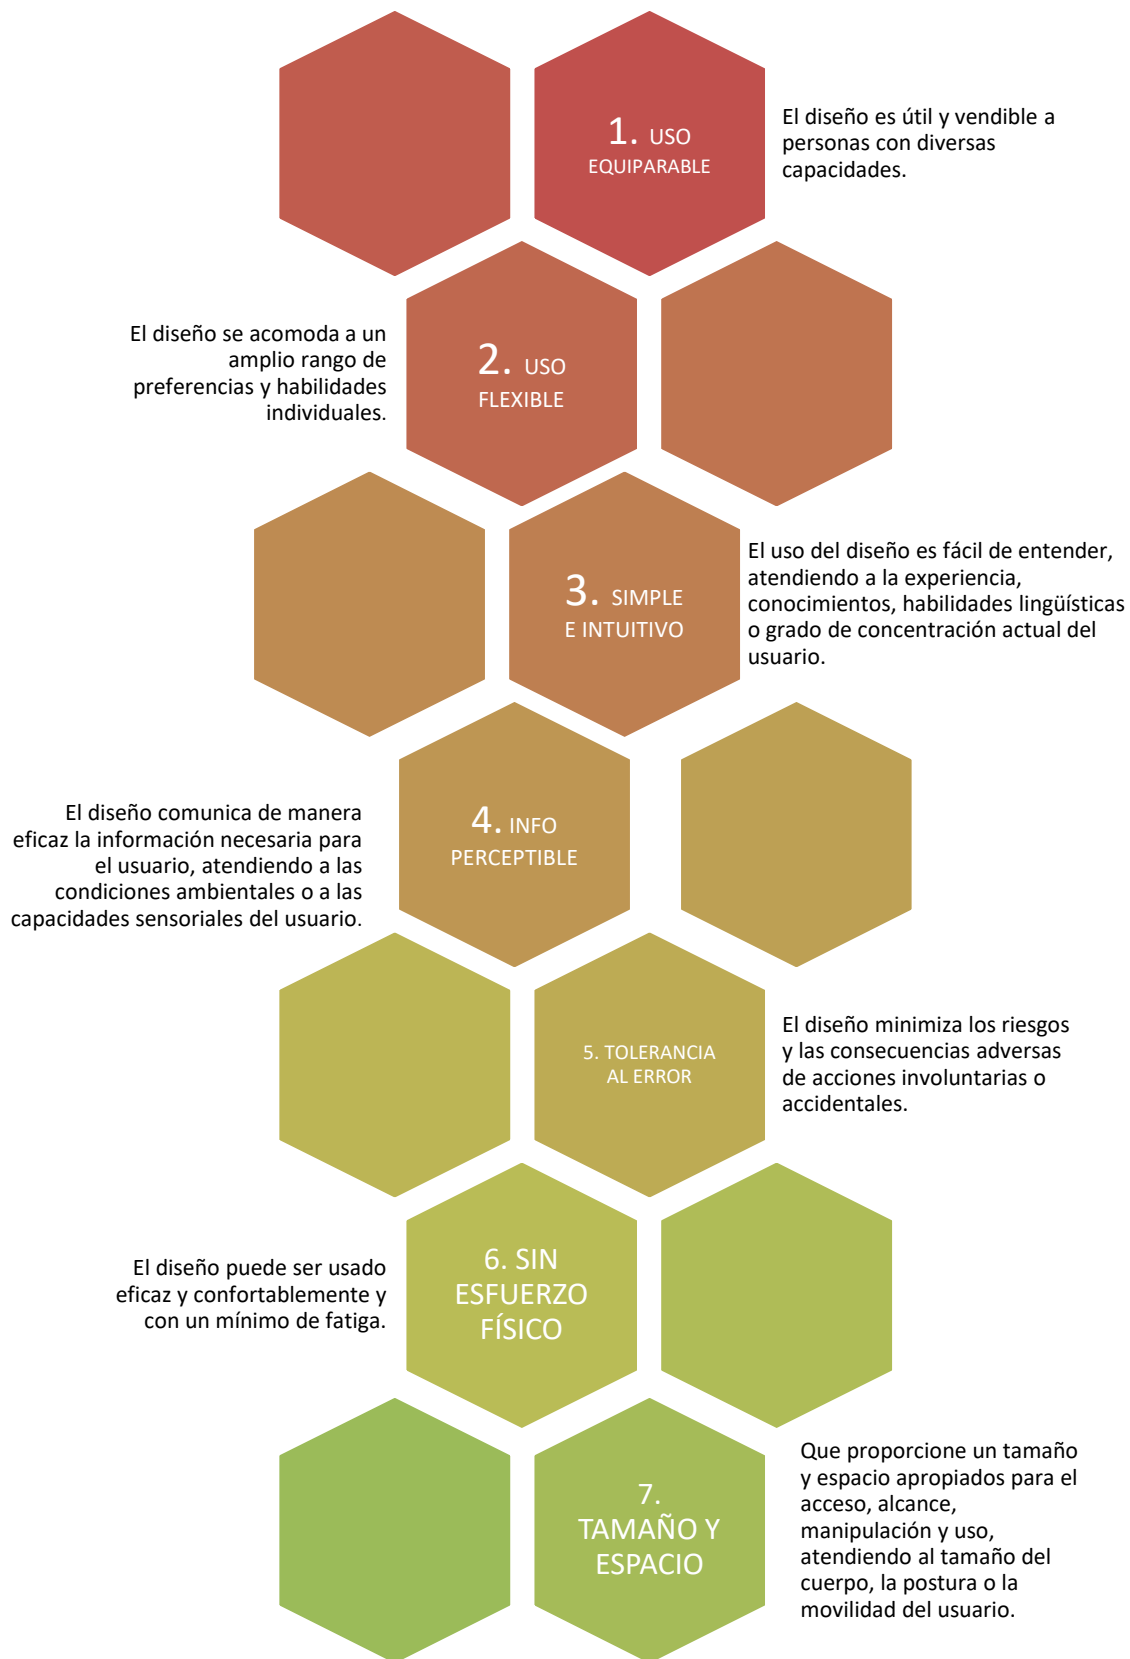 1. USO
EQUIPARABLE
El diseño es útil y vendible a
personas con diversas
capacidades.
2. USO
FLEXIBLE
El diseño se acomoda a un
amplio rango de
preferencias y habilidades
individuales.
3. SIMPLE
E INTUITIVO
El uso del diseño es fácil de entender,
atendiendo a la experiencia,
conocimientos, habilidades lingüísticas
o grado de concentración actual del
usuario.
4. INFO
PERCEPTIBLE
El diseño comunica de manera
eficaz la información necesaria para
el usuario, atendiendo a las
condiciones ambientales o a las
capacidades sensoriales del usuario.
5. TOLERANCIA
AL ERROR
El diseño minimiza los riesgos
y las consecuencias adversas
de acciones involuntarias o
accidentales.
6. SIN
ESFUERZO
FÍSICO
El diseño puede ser usado
eficaz y confortablemente y
con un mínimo de fatiga.
7.
TAMAÑO Y
ESPACIO
Que proporcione un tamaño
y espacio apropiados para el
acceso, alcance,
manipulación y uso,
atendiendo al tamaño del
cuerpo, la postura o la
movilidad del usuario.